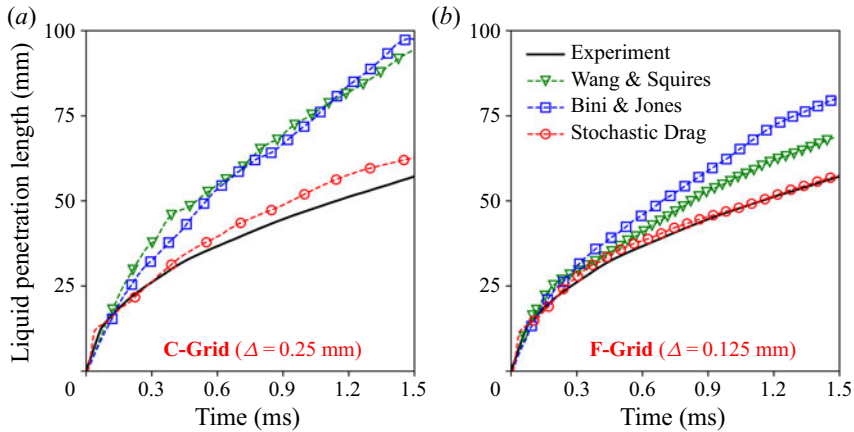 (a)
100
75
50
25
0
0.3
0.6
0.9
1.2
1.5
Time (ms)
Liquid penetration length (mm)
C-Grid (Δ = 0.25 mm)
(b)
100
75
50
25
0
0.3
0.6
0.9
1.2
1.5
Time (ms)
Experiment
Wang & Squires
Bini & Jones
Stochastic Drag
F-Grid (Δ = 0.125 mm)